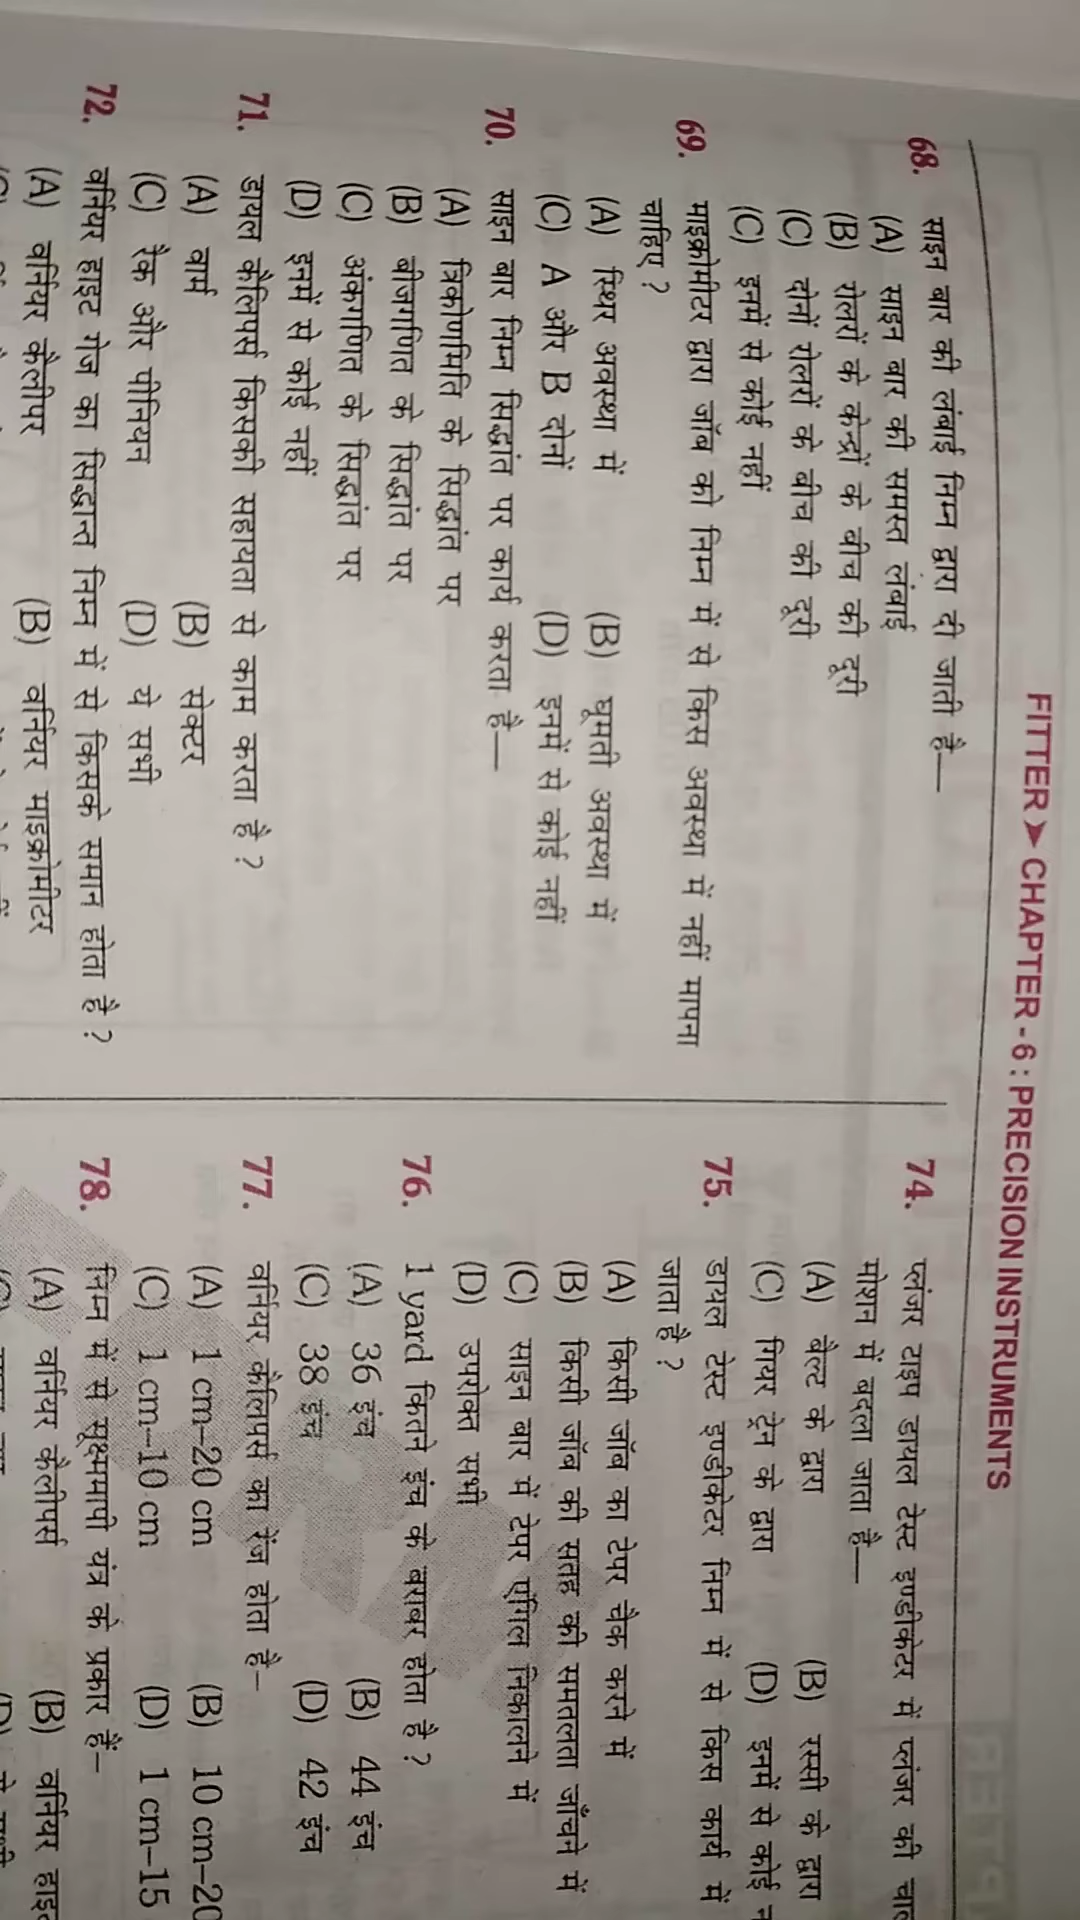 FITTER ➤ CHAPTER - 6 : PRECISION INSTRUMENTS
68. साइन बार की लंबाई निम्न द्वारा दी जाती है—
(A) साइन बार की समस्त लंबाई
(B) रोलरों के केन्द्रों के बीच की दूरी
(C) दोनों रोलरों के बीच की दूरी
(C) इनमें से कोई नहीं
69. माइक्रोमीटर द्वारा जॉब को निम्न में से किस अवस्था में नहीं मापना
चाहिए ?
(A) स्थिर अवस्था में (B) घूमती अवस्था में
(C) A और B दोनों (D) इनमें से कोई नहीं
70. साइन बार निम्न सिद्धांत पर कार्य करता है—
(A) त्रिकोणमिति के सिद्धांत पर
(B) बीजगणित के सिद्धांत पर
(C) अंकगणित के सिद्धांत पर
(D) इनमें से कोई नहीं
71. डायल कैलिपर्स किसकी सहायता से काम करता है ?
(A) वार्म (B) सेक्टर
(C) रैक और पीनियन (D) ये सभी
72. वर्नियर हाइट गेज का सिद्धान्त निम्न में से किसके समान होता है ?
(A) वर्नियर कैलीपर (B) वर्नियर माइक्रोमीटर
74. प्लंजर टाइप डायल टेस्ट इण्डीकेटर में प्लंजर की
मोशन में बदला जाता है—
(A) बैल्ट के द्वारा (B) रस्सी के द्वारा
(C) गियर ट्रेन के द्वारा (D) इनमें से कोई
75. डायल टेस्ट इण्डीकेटर निम्न में से किस कार्य में
जाता है ?
(A) किसी जॉब का टेपर चैक करने में
(B) किसी जॉब की सतह की समतलता जाँचने में
(C) साइन बार में टेपर एंगिल निकालने में
(D) उपरोक्त सभी
76. 1 yard कितने इंच के बराबर होता है ?
(A) 36 इंच (B) 44 इंच
(C) 38 इंच (D) 42 इंच
77. वर्नियर कैलिपर्स का रेंज होता है–
(A) 1 cm–20 cm (B) 10 cm–20
(C) 1 cm–10 cm (D) 1 cm–15
78. निम्न में से सूक्ष्ममापी यंत्र के प्रकार हैं–
(A) वर्नियर कैलीपर्स (B) वर्नियर